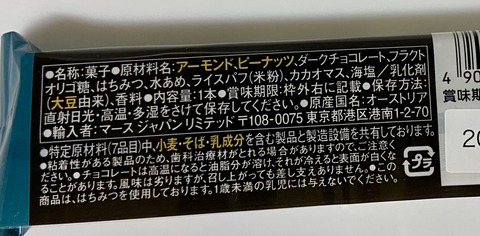 ●名称:菓子●原材料名:アーモンド、ピーナッツ、ダークチョコレート、フラクト
オリゴ糖、はちみつ、水あめ、ライスパフ(米粉)、カカオマス、海塩／乳化剤
(大豆由来)、香料●内容量:1本●賞味期限:枠外右に記載●保存方法:
直射日光・高温・多湿をさけて保存してください。●原産国名:オーストリア
●輸入者:マース ジャパン リミテッド 〒108-0075 東京都港区港南1-2-70
●特定原材料(7品目)中、小麦・そば・乳成分を含む製品と製造設備を共有しております。
●粘着性がある製品のため、歯科治療材がとれる場合がありますのでご注意くださ
い。●チョコレートは高温になると油脂分が溶け、それが冷えて白く固まることがあ
ります。風味は劣りますが、召し上がっても差し支えありません。●この製品
は、はちみつを使用しております。1歳未満の乳児には与えないでください。
プラ
4 90
賞味期
20